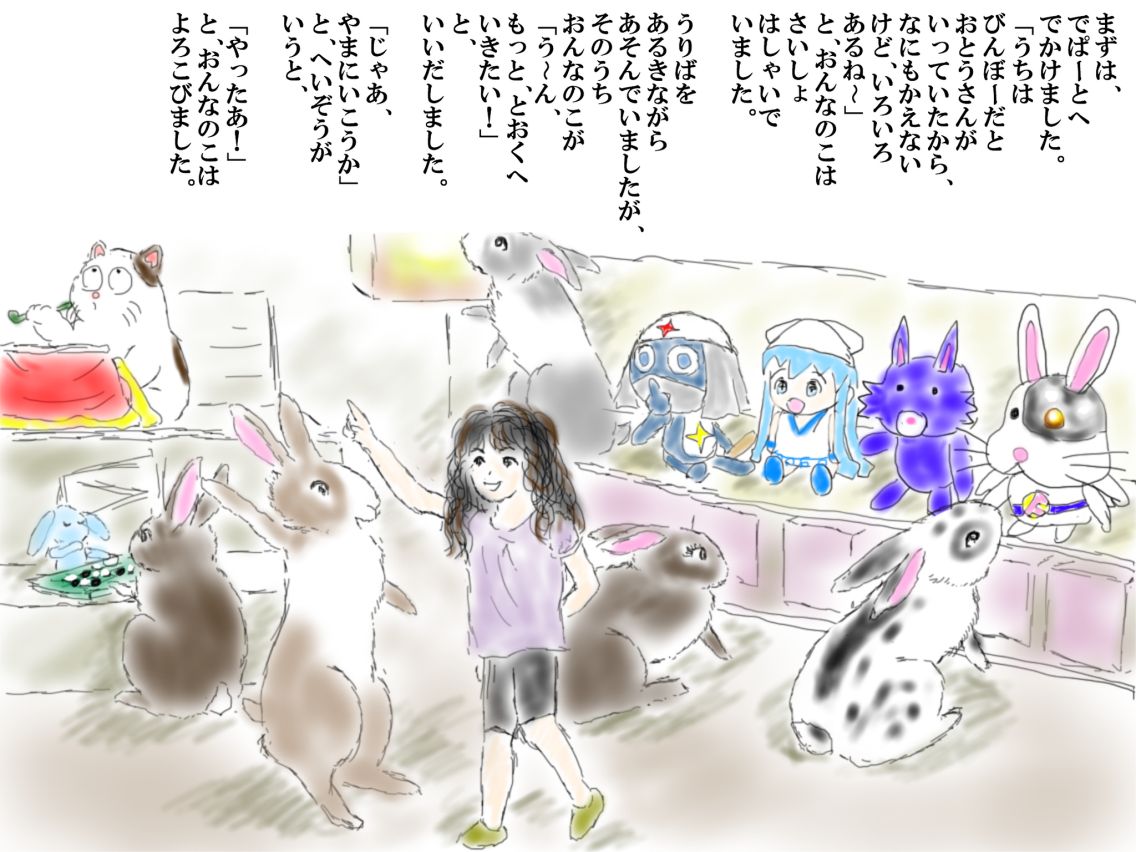 まずは、
でぱーとへ
でかけました。
「うちは
びんぼーだと
おとうさんが
いっていたから、
なにもかえない
けど、いろいろ
あるね～」
と、おんなのこは
さいしょ
はしゃいで
いました。
うりばを
あるきながら
あそんでいましたが、
そのうち
おんなのこが
「う～ん、
もっと、とおくへ
いきたい！」
と、
いいだしました。
「じゃあ、
やまにいこうか」
と、へいぞうが
いうと、
「やったあ！」
と、おんなのこは
よろこびました。